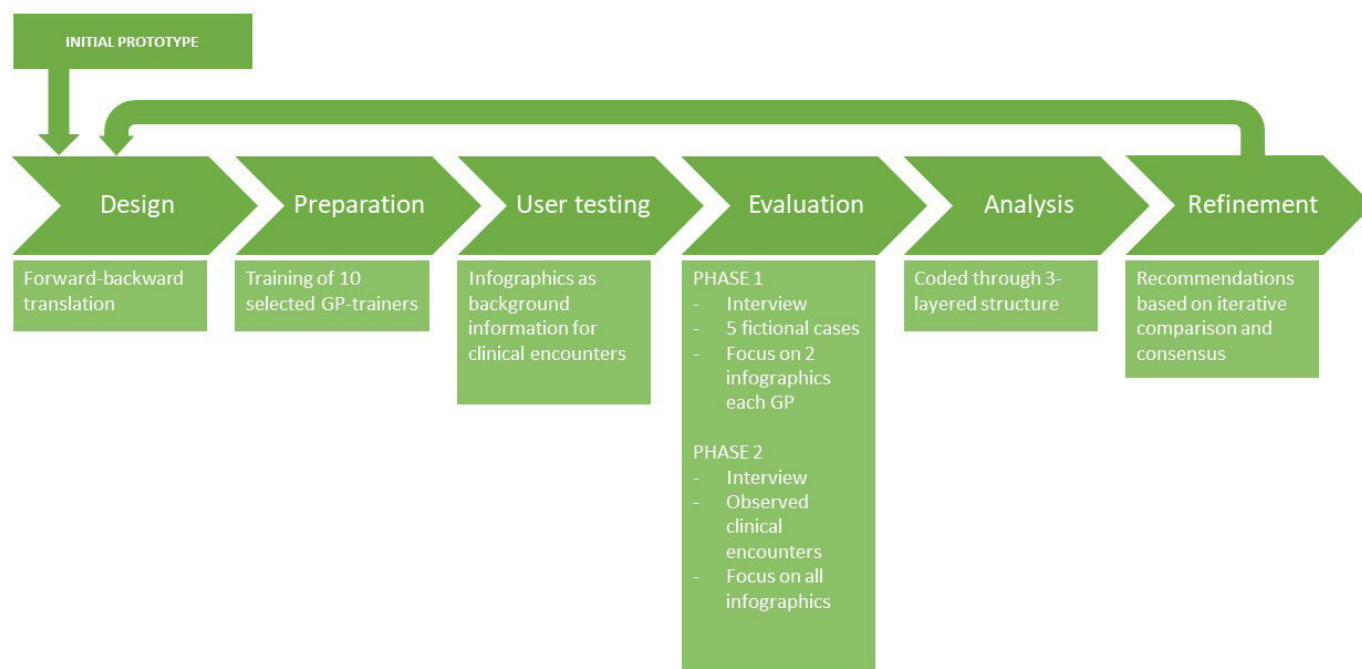 INITIAL PROTOTYPE
Design
Preparation
User testing
Evaluation
Analysis
Refinement
Forward-backward
translation
Training of 10
selected GP-trainers
Infographics as
background
information for
clinical encounters
PHASE 1
- Interview
- 5 fictional cases
- Focus on 2
infographics
each GP
PHASE 2
- Interview
- Observed
clinical
encounters
- Focus on all
infographics
Coded through 3-
layered structure
Recommendations
based on iterative
comparison and
consensus